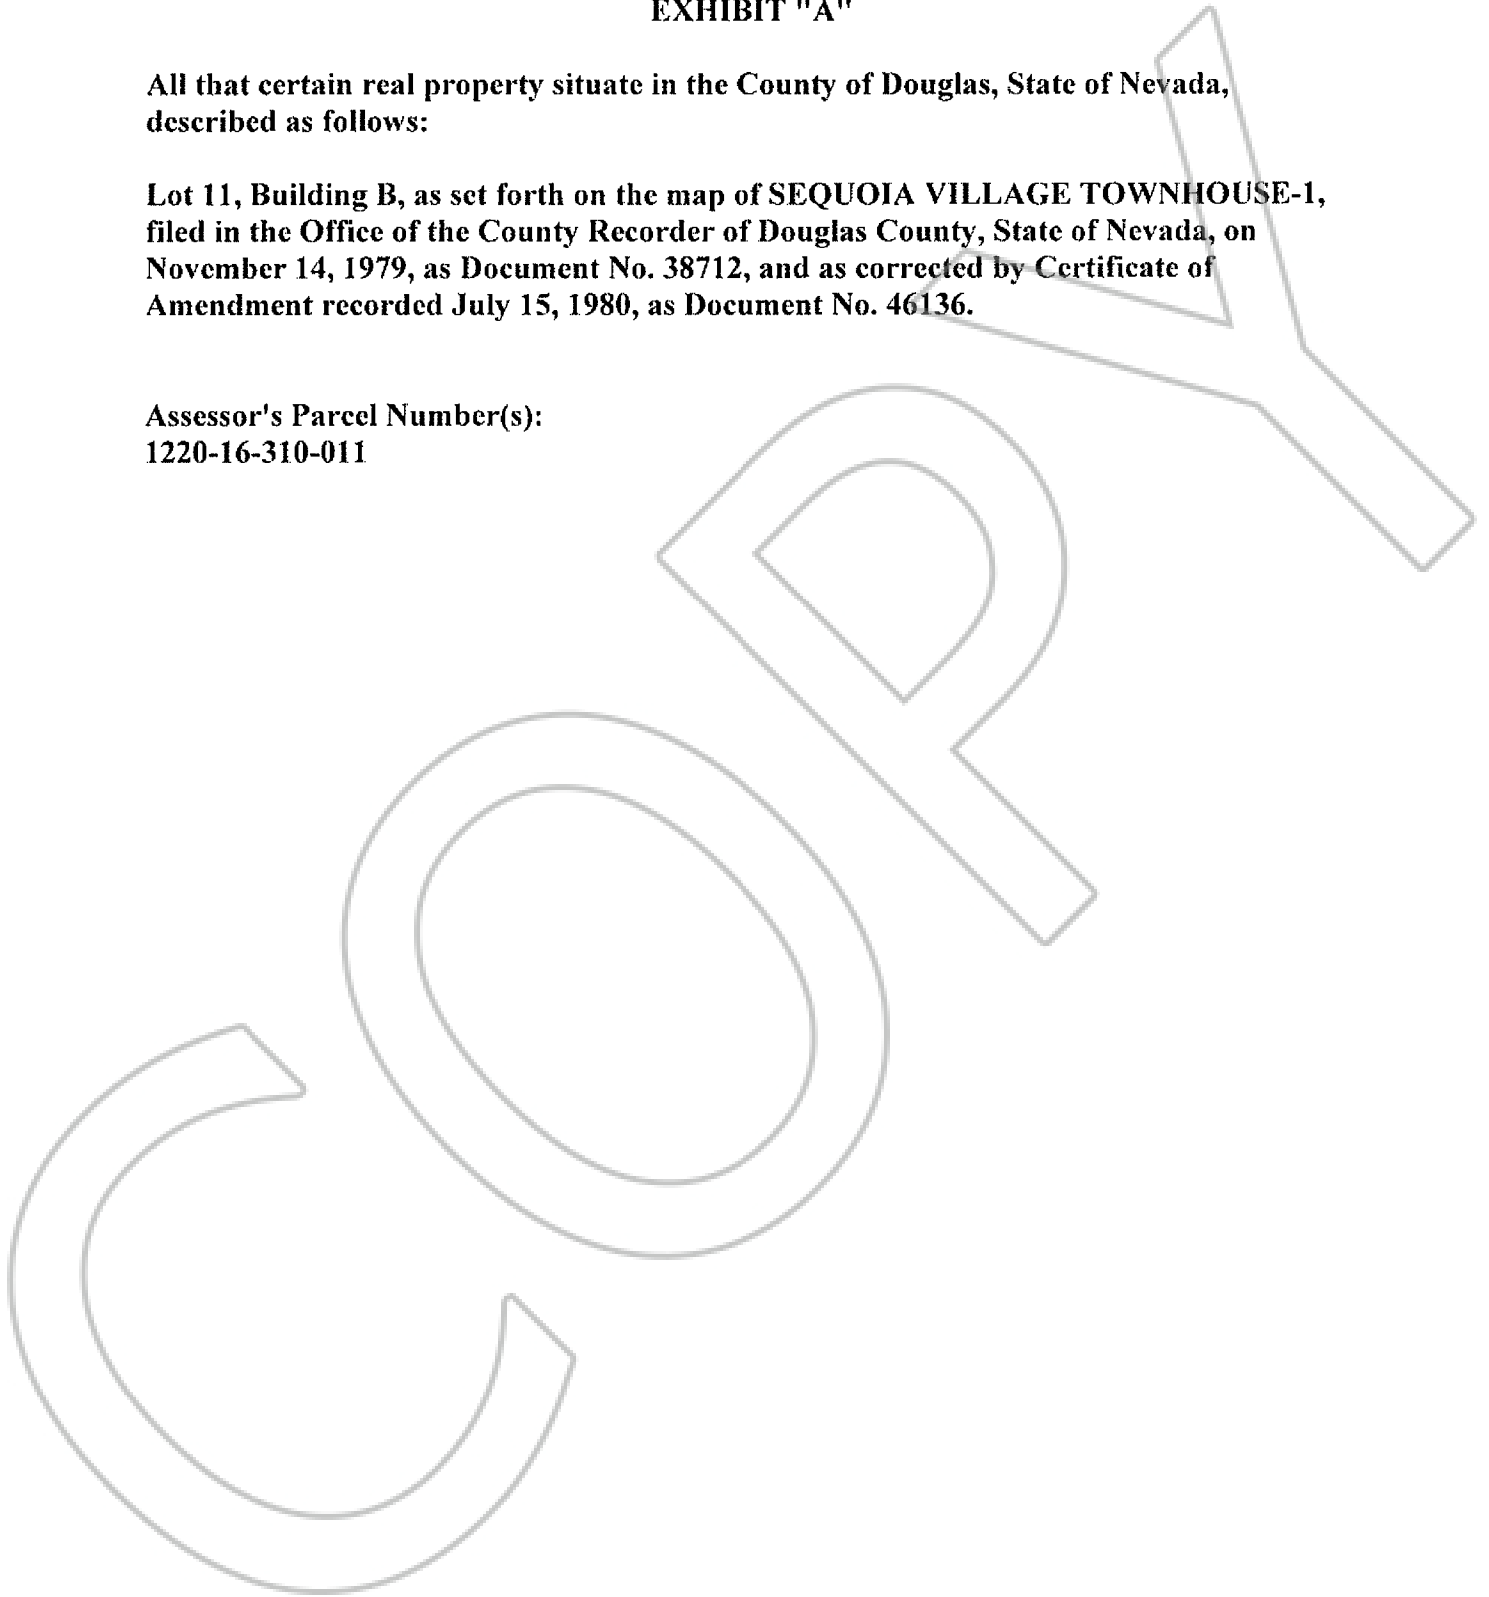 EXHIBIT "A"
All that certain real property situate in the County of Douglas, State of Nevada,
described as follows:
Lot 11, Building B, as set forth on the map of SEQUOIA VILLAGE TOWNHOUSE-1,
filed in the Office of the County Recorder of Douglas County, State of Nevada, on
November 14, 1979, as Document No. 38712, and as corrected by Certificate of
Amendment recorded July 15, 1980, as Document No. 46136.
Assessor's Parcel Number(s):
1220-16-310-011
COPY